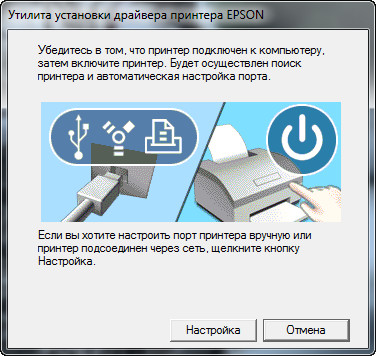 Утилита установки драйвера принтера EPSON
Убедитесь в том, что принтер подключен к компьютеру,
затем включите принтер. Будет осуществлен поиск
принтера и автоматическая настройка порта.
Если вы хотите настроить порт принтера вручную или
принтер подсоединен через сеть, щелкните кнопку
Настройка.
Настройка
Отмена